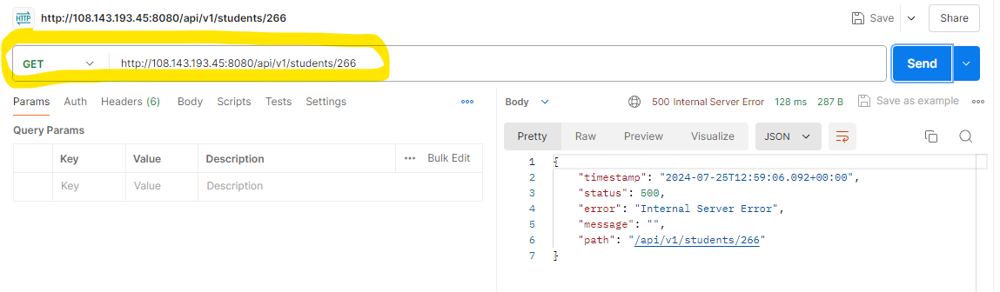 HTTP http://108.143.193.45:8080/api/v1/students/266 Save Share
GET http://108.143.193.45:8080/api/v1/students/266 Send
Params Auth Headers (6) Body Scripts Tests Settings
Query Params
Key Value Description Bulk Edit
Key Value Description
Body 500 Internal Server Error 128 ms 287 B Save as example
Pretty Raw Preview Visualize JSON
1 {
2 "timestamp": "2024-07-25T12:59:06.092+00:00",
3 "status": 500,
4 "error": "Internal Server Error",
5 "message": "",
6 "path": "/api/v1/students/266"
7 }